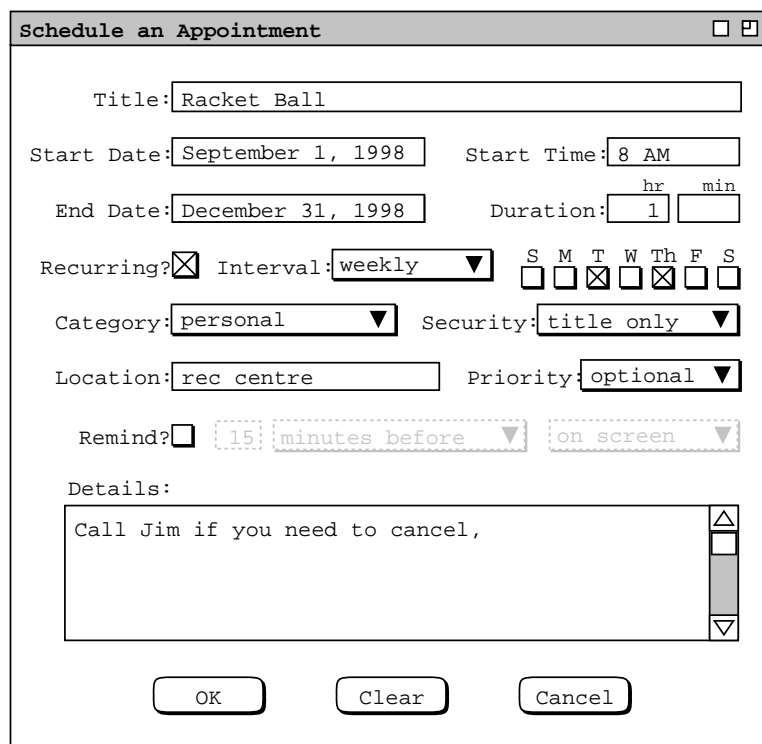 Schedule an Appointment
Title: Racket Ball
Start Date: September 1, 1998 Start Time: 8 AM
hr min
End Date: December 31, 1998 Duration: 1
S M T W Th F S
Recurring? Interval: weekly
Category: personal Security: title only
Location: rec centre Priority: optional
Remind? 15 minutes before on screen
Details:
Call Jim if you need to cancel,
OK Clear Cancel